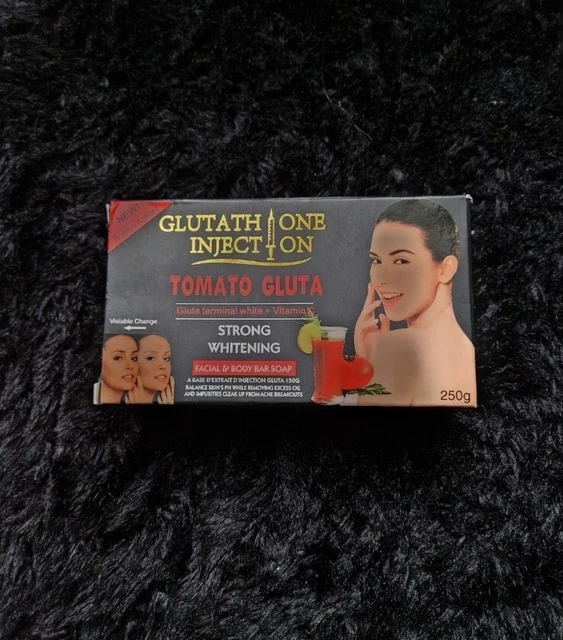 NEW
GLUTATHIONE
INJECTION
TOMATO GLUTA
Gluta terminal white + Vitamin
STRONG
WHITENING
FACIAL & BODY BAR SOAP
A BASE D'EXTRAIT D'INJECTION GLUTA 150G
BALANCE SKIN'S PH WHILE REMOVING EXCESS OIL
AND IMPURITIES CLEAR UP FROM ACNE BREAKOUTS
Visiable Change
250g